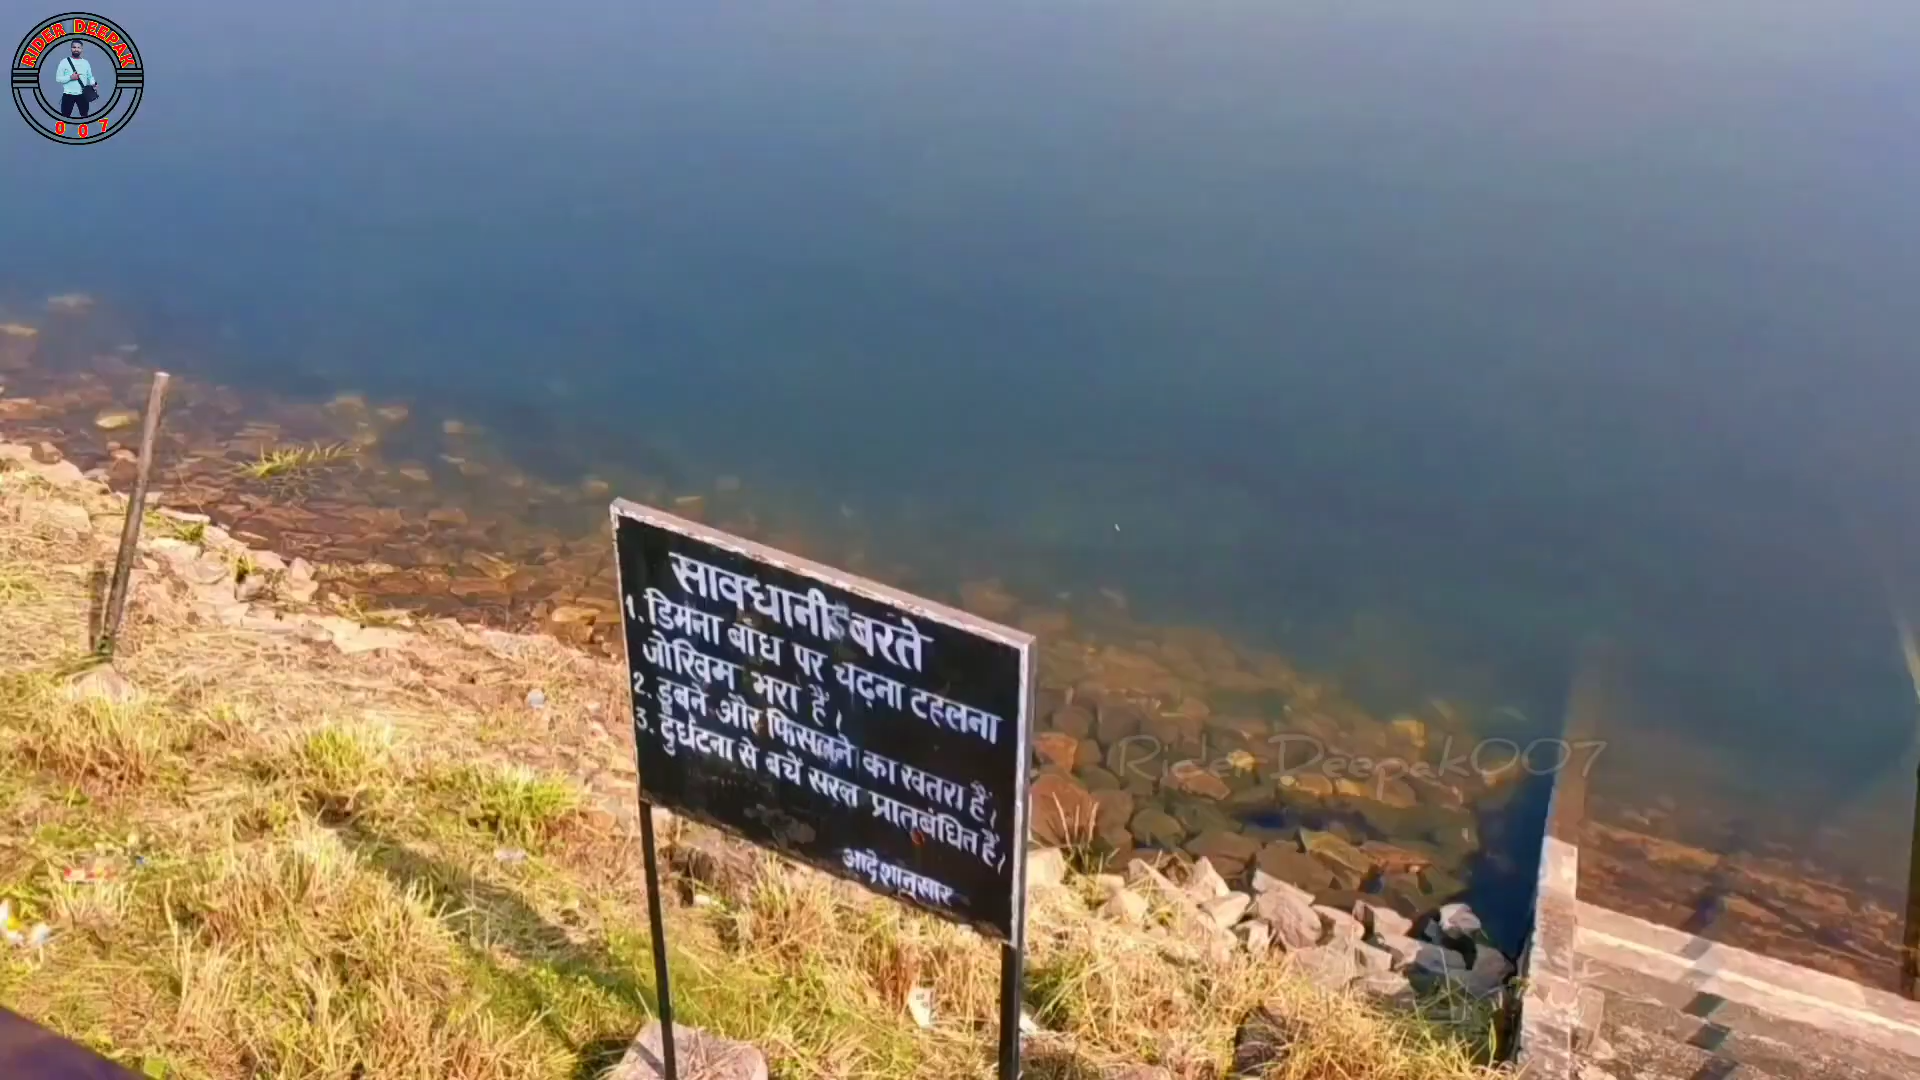 RIDER DEEPAK
007
सावधानी बरते
1. डिमना बाँध पर चढ़ना टहलना
जोखिम भरा हैं।
2. डूबने और फिसलने का खतरा हैं।
3. दुर्घटना से बचें सख्त प्रतिबंधित हैं।
आदेशानुसार
Rider Deepak007